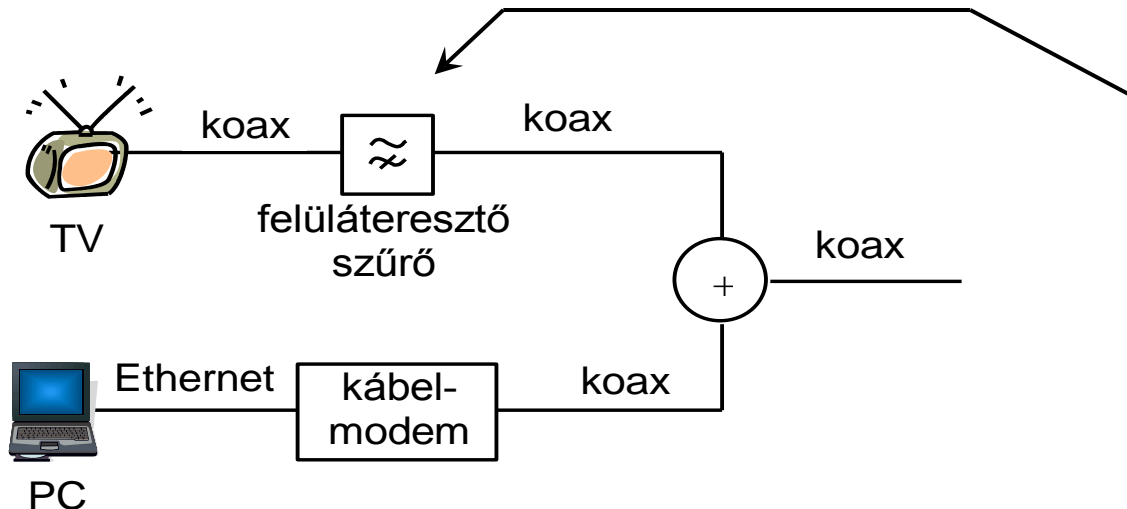 koax
koax
felüláteresztő
szűrő
TV
koax
+
Ethernet
kábel-
modem
koax
PC